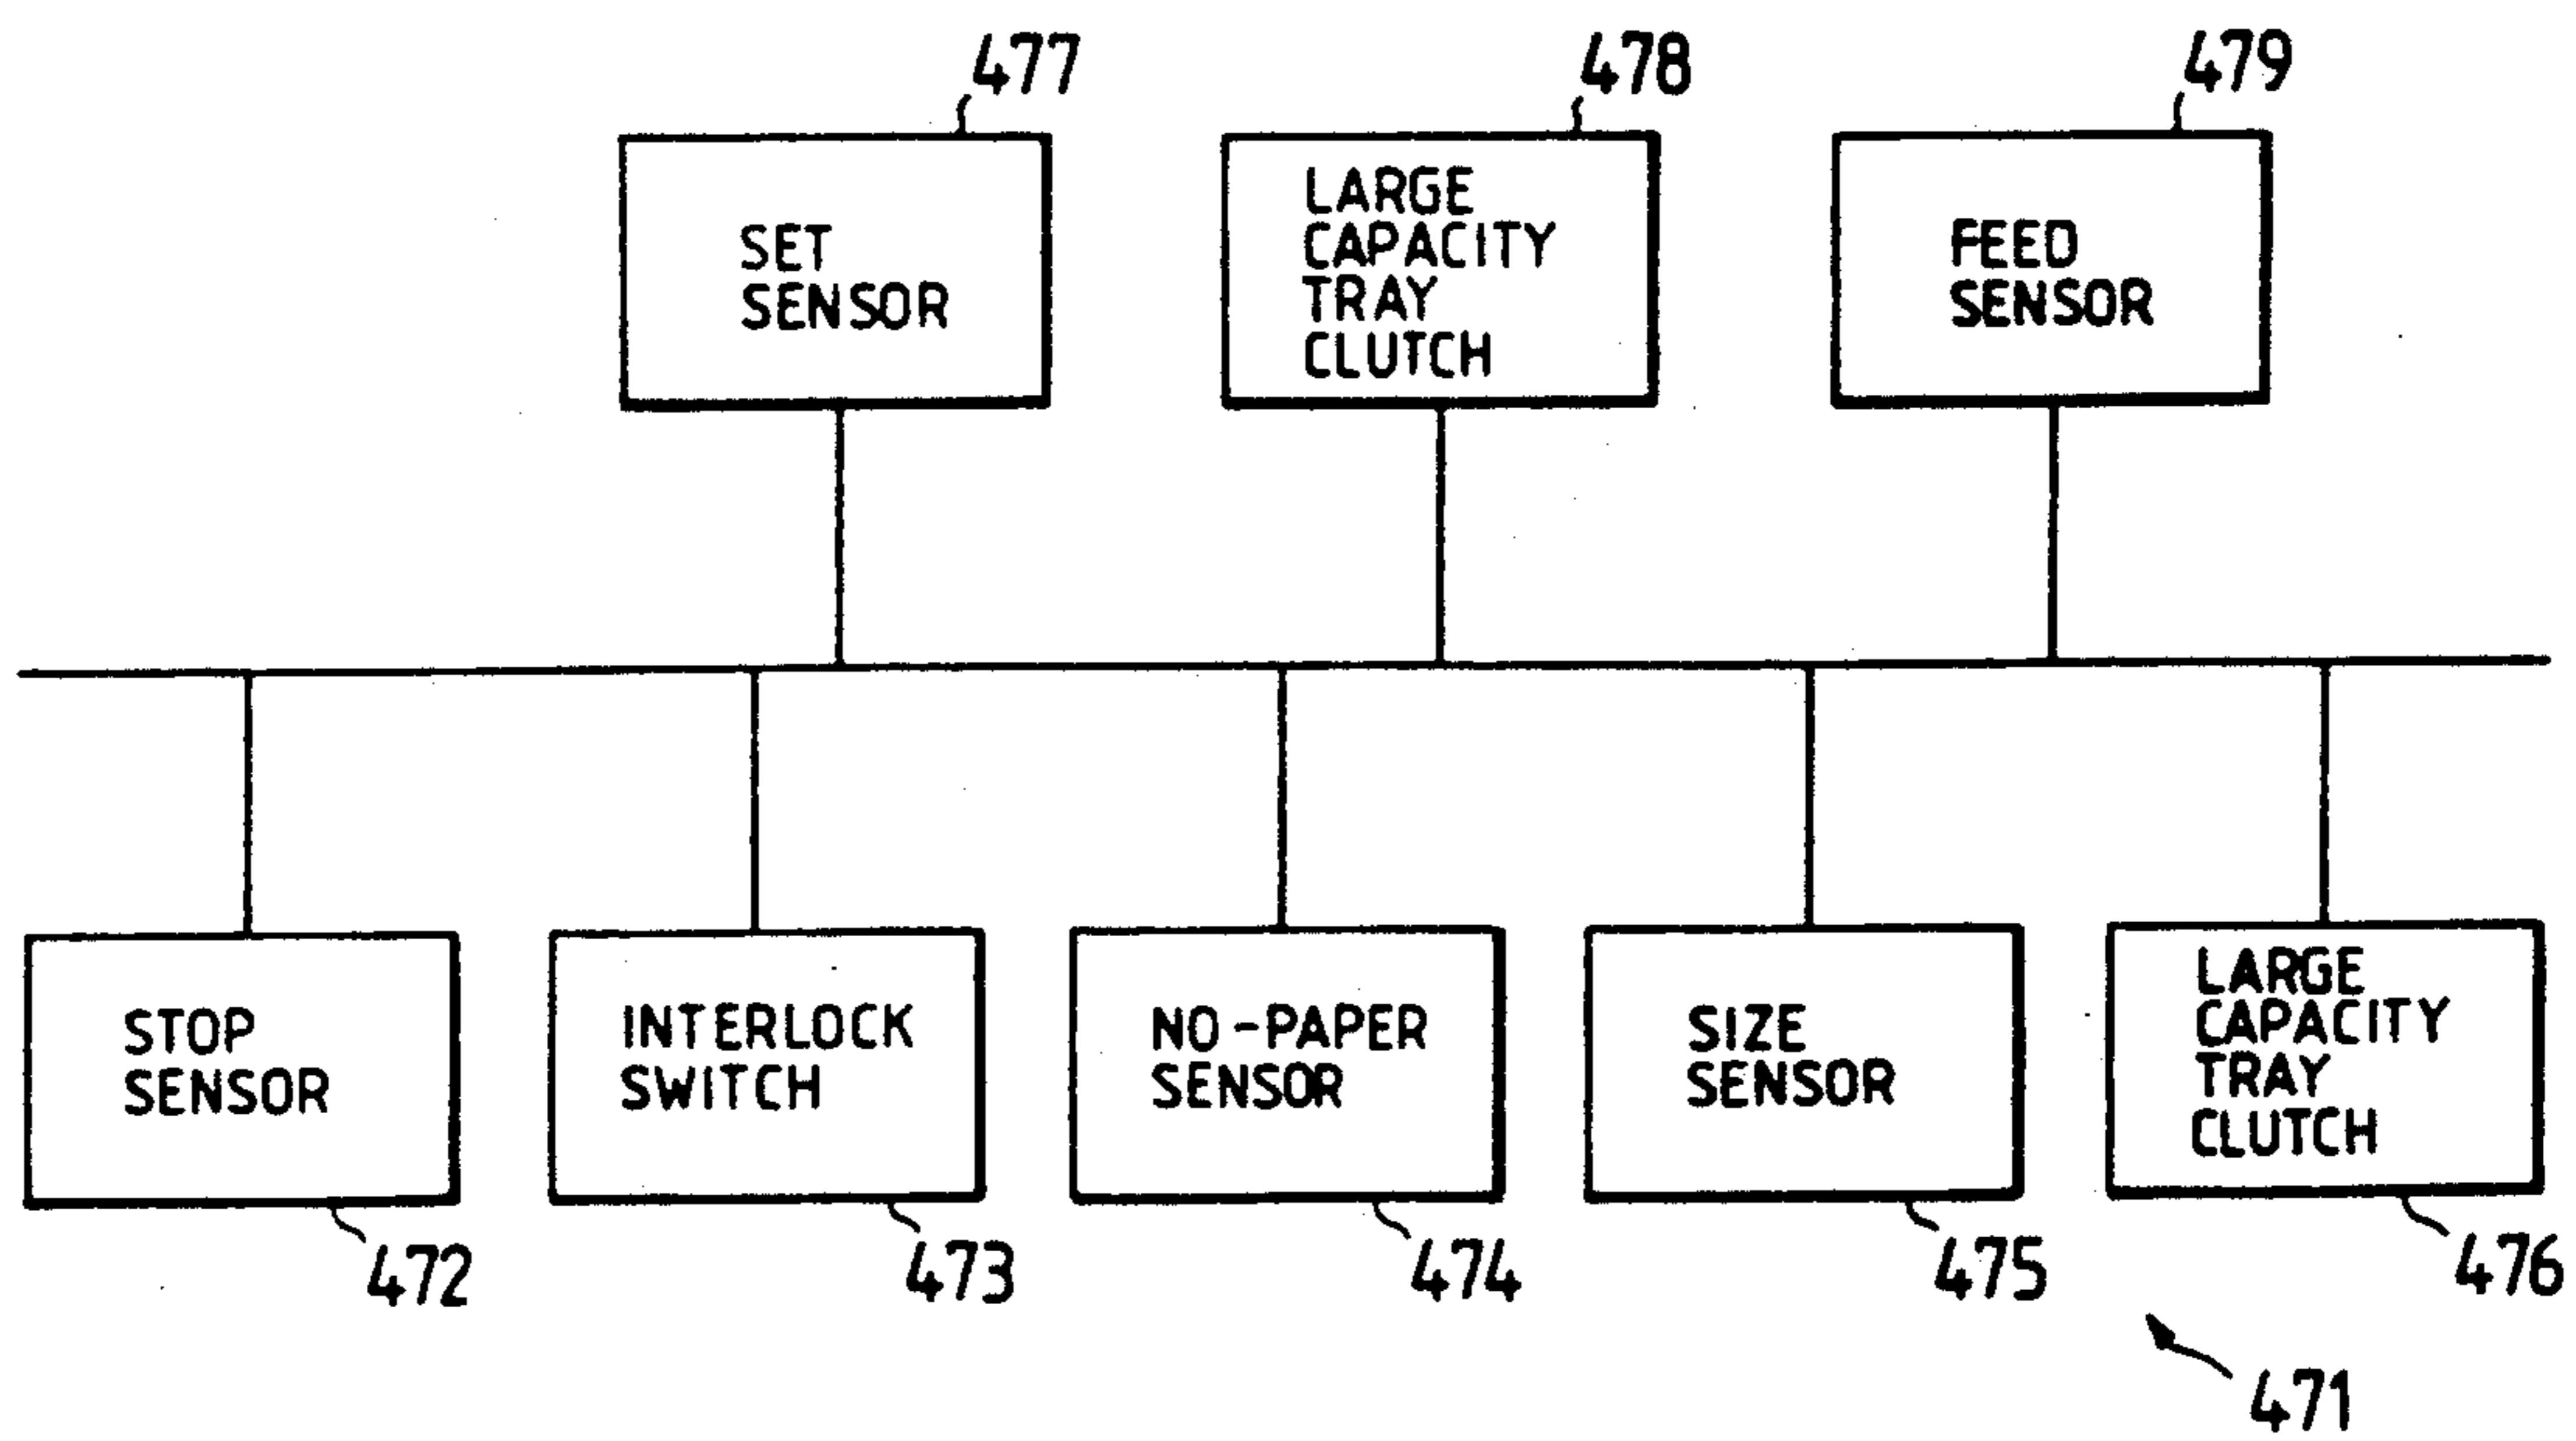 477
478
479
SET
SENSOR
LARGE
CAPACITY
TRAY
CLUTCH
FEED
SENSOR
STOP
SENSOR
INTERLOCK
SWITCH
NO-PAPER
SENSOR
SIZE
SENSOR
LARGE
CAPACITY
TRAY
CLUTCH
472
473
474
475
476
471